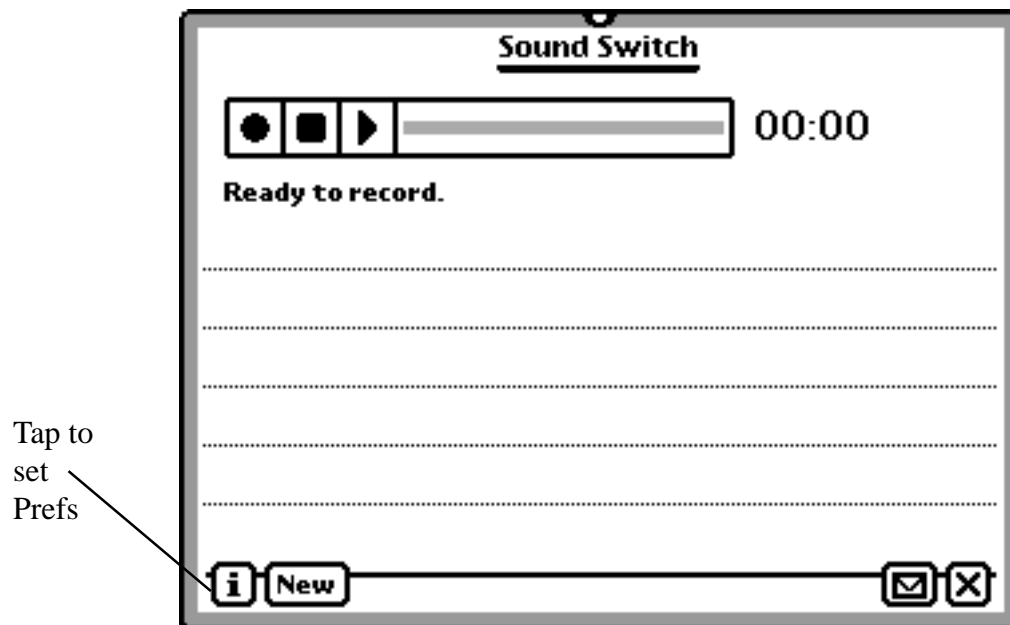 Sound Switch
00:00
Ready to record.
Tap to
set
Prefs
i New